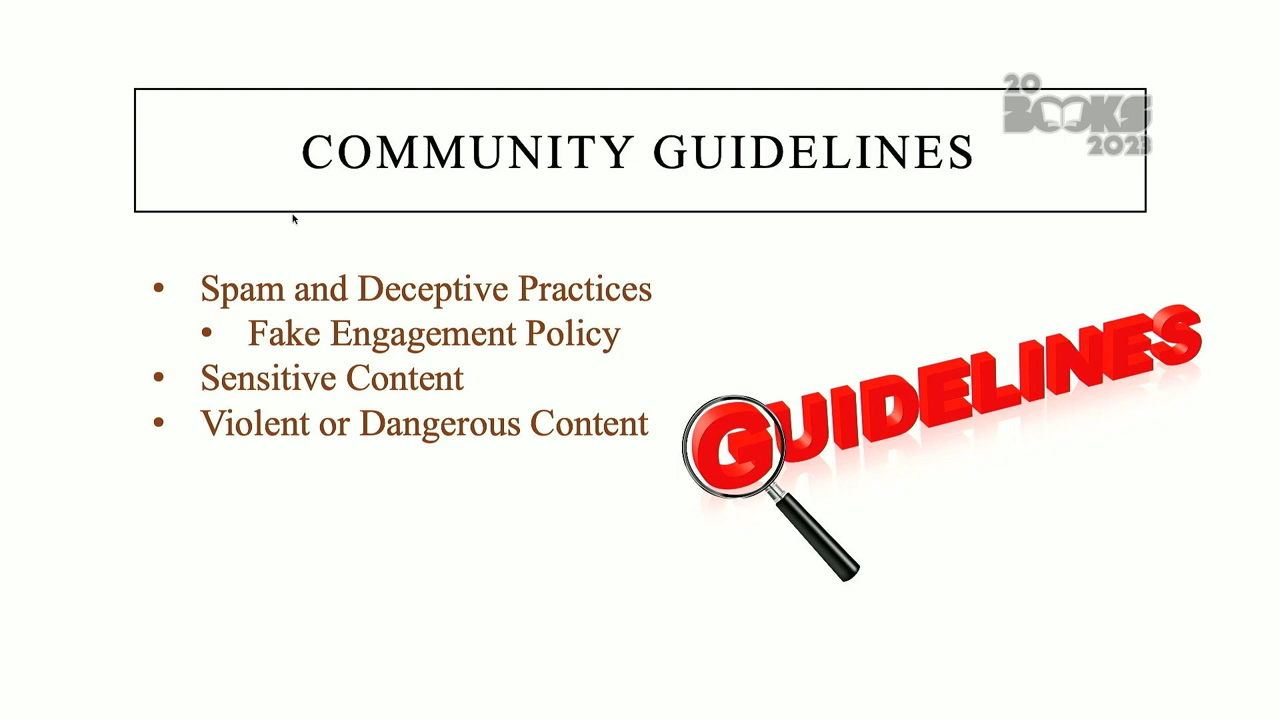 20
BOOKS
2023
COMMUNITY GUIDELINES
• Spam and Deceptive Practices
• Fake Engagement Policy
• Sensitive Content
• Violent or Dangerous Content
GUIDELINES